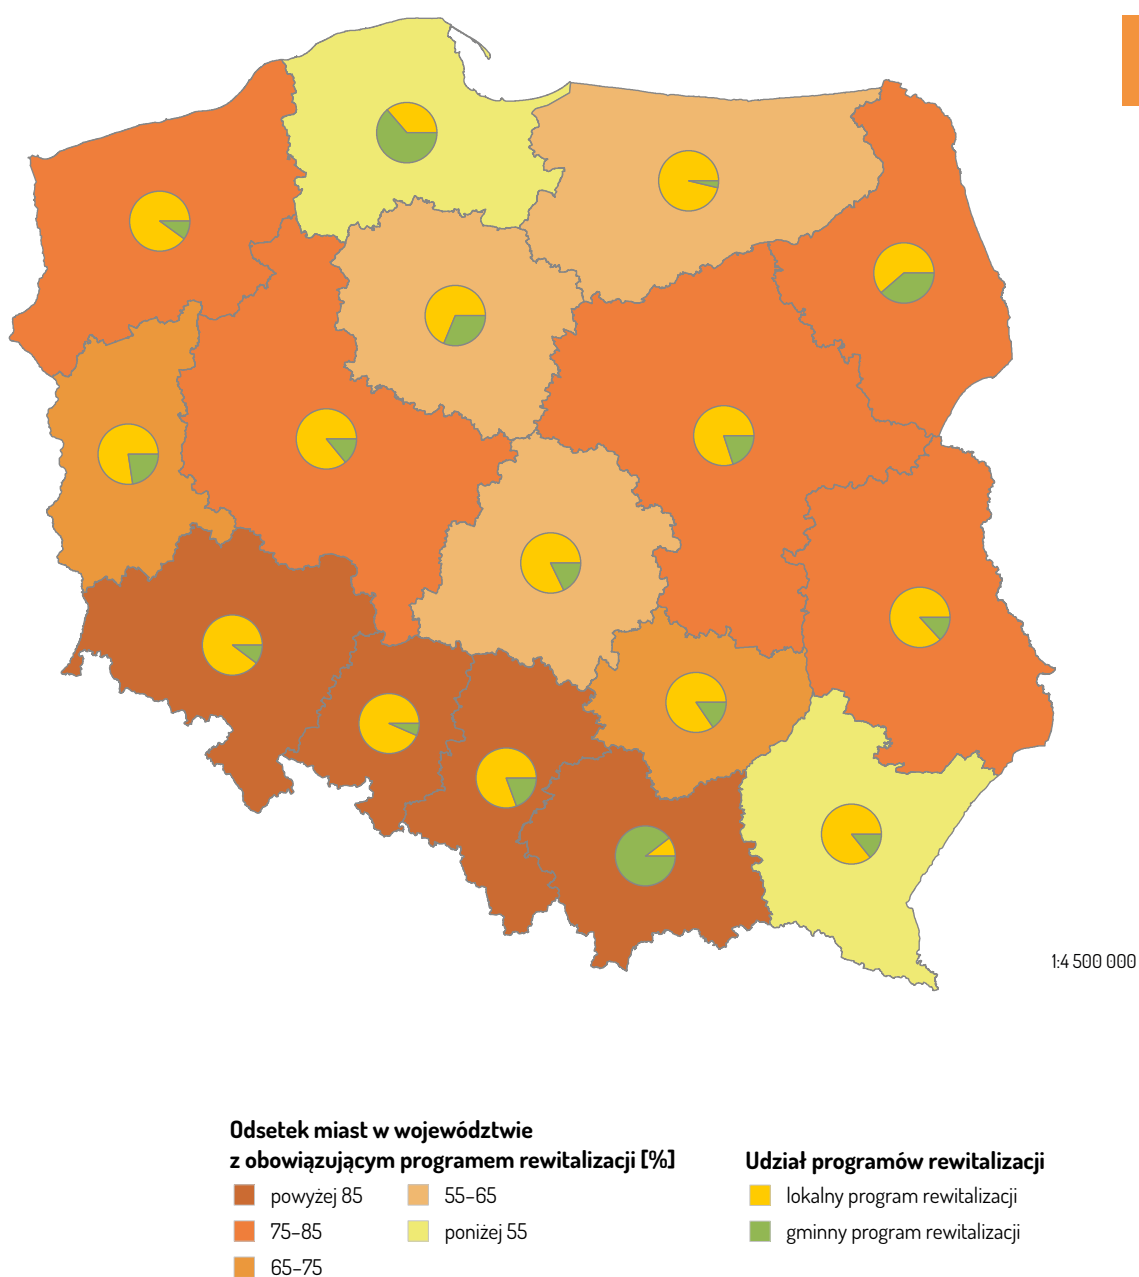 1:4 500 000
Odsetek miast w województwie
z obowiązującym programem rewitalizacji [%]
powyżej 85
75–85
65–75
55–65
poniżej 55
Udział programów rewitalizacji
lokalny program rewitalizacji
gminny program rewitalizacji